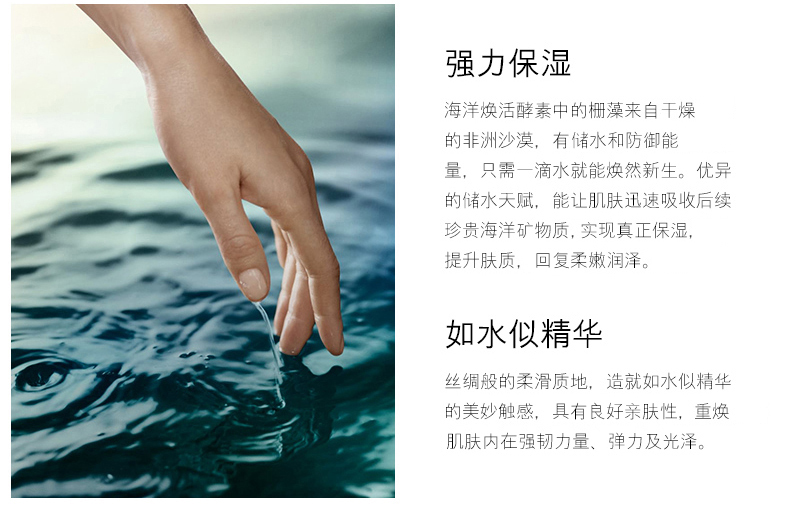 强力保湿
海洋焕活酵素中的栅藻来自干燥
的非洲沙漠，有储水和防御能
量，只需一滴水就能焕然新生。优异
的储水天赋，能让肌肤迅速吸收后续
珍贵海洋矿物质,实现真正保湿,
提升肤质，回复柔嫩润泽。
如水似精华
丝绸般的柔滑质地，造就如水似精华
的美妙触感，具有良好亲肤性，重焕
肌肤内在强韧力量、弹力及光泽。